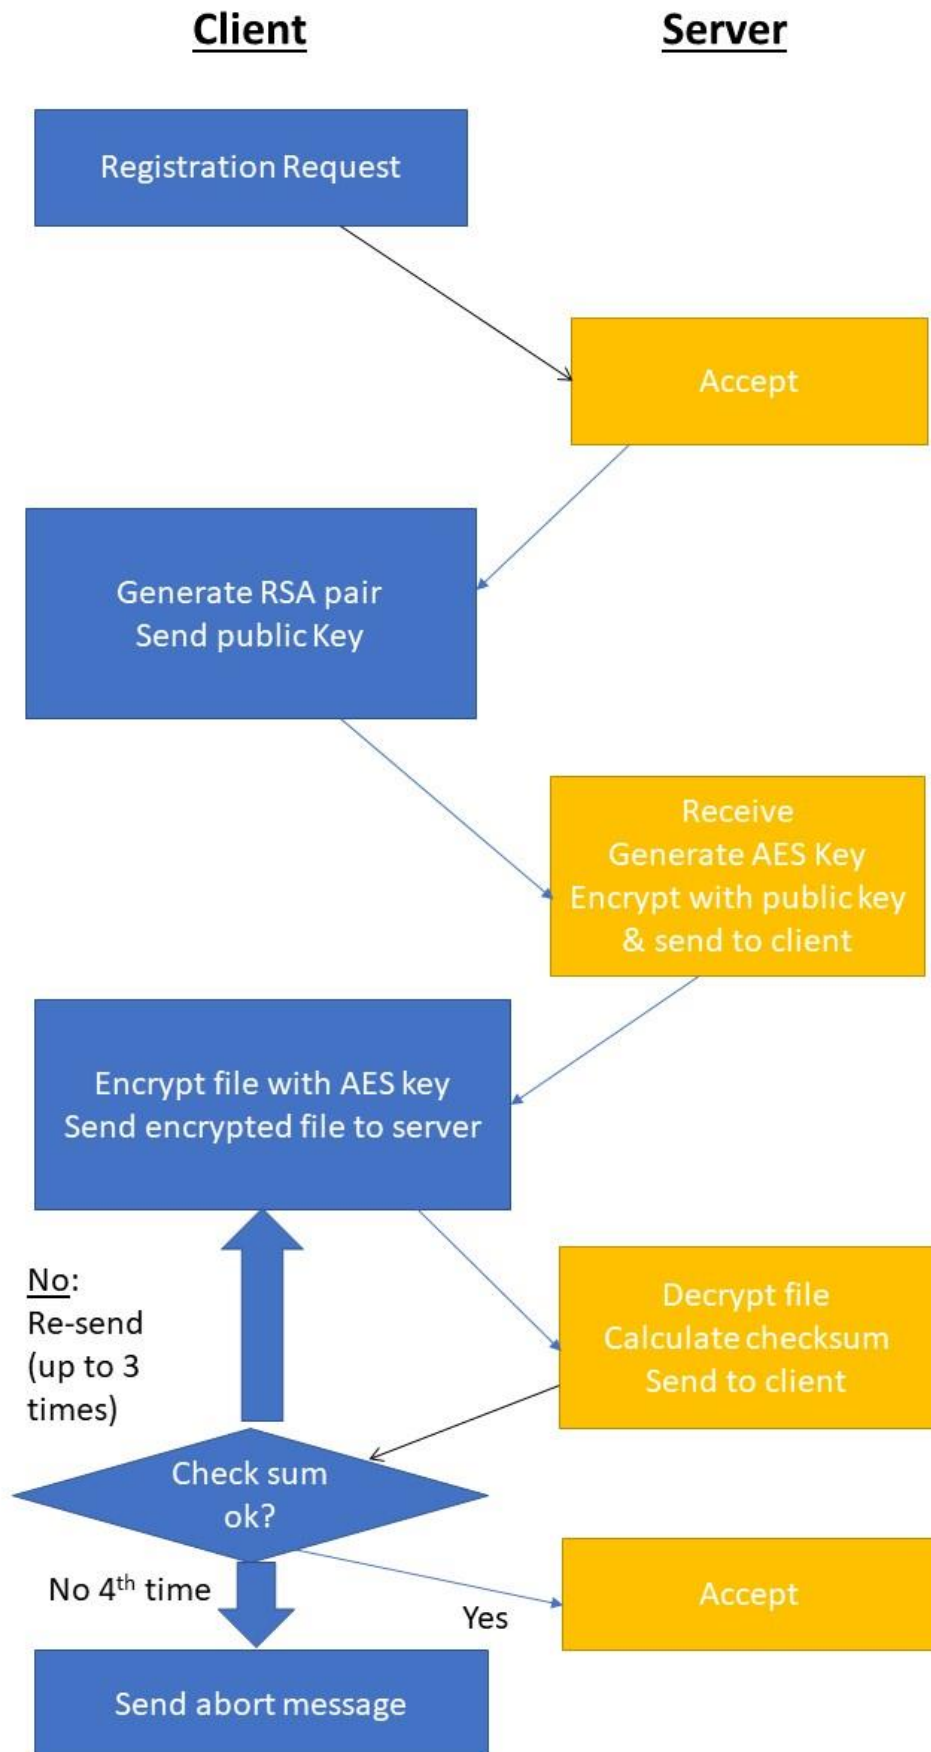 Client
Server
Registration Request
Accept
Generate RSA pair
Send public Key
Receive
Generate AES Key
Encrypt with public key
& send to client
Encrypt file with AES key
Send encrypted file to server
No:
Re-send
(up to 3
times)
Decrypt file
Calculate checksum
Send to client
Check sum
ok?
No 4th time
Yes
Accept
Send abort message